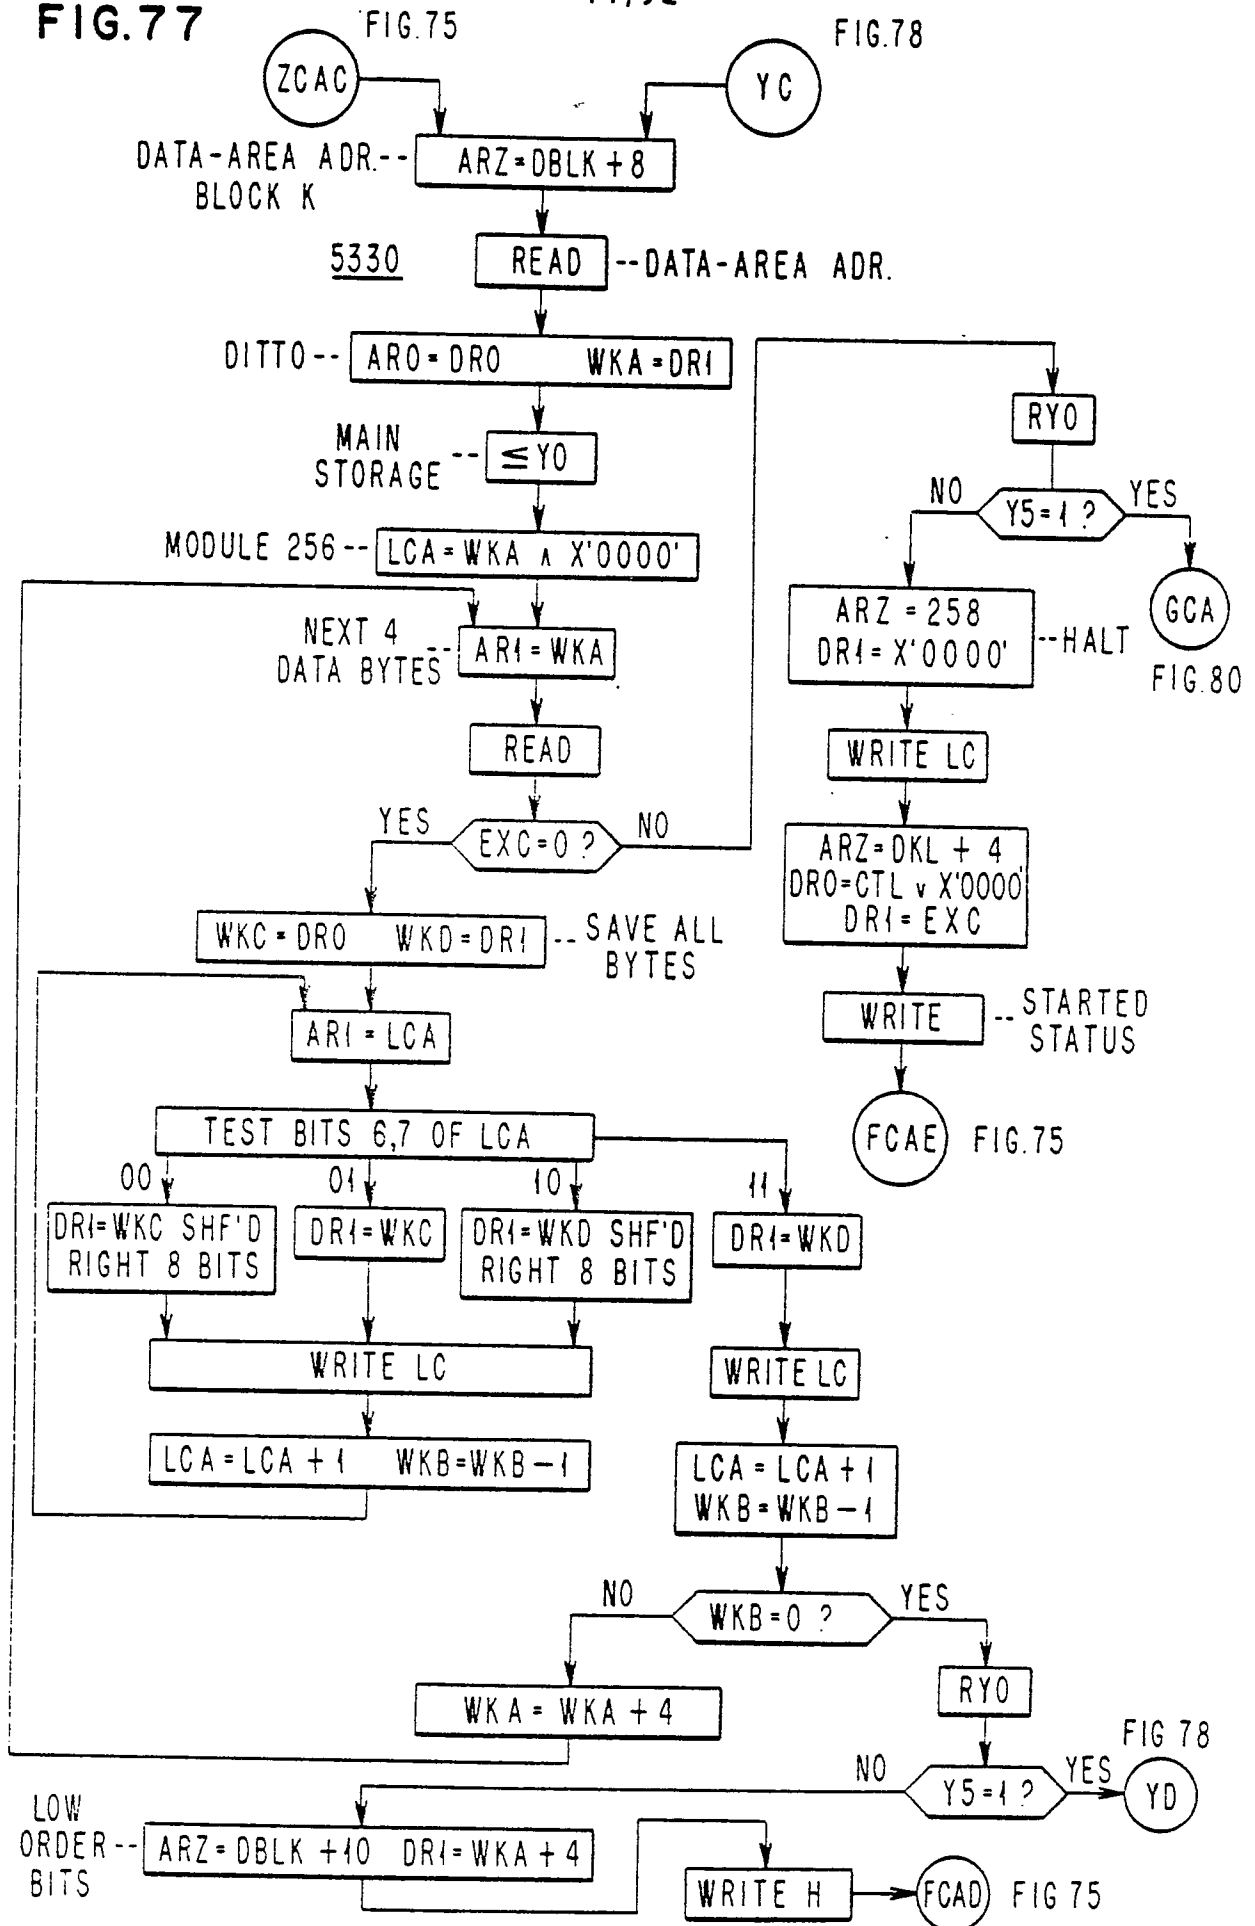 FIG.77
FIG.75
FIG.78
ZCAC
YC
DATA-AREA ADR.--
BLOCK K
ARZ=DBLK+8
5330
READ
--DATA-AREA ADR.
DITTO--
AR0=DR0 WKA=DR1
RY0
MAIN
STORAGE --
≦Y0
NO
Y5=1 ?
YES
MODULE 256--
LCA=WKA ∧ X'0000'
GCA
FIG.80
ARZ=258
DR1=X'0000'
--HALT
NEXT 4
DATA BYTES --
AR1=WKA
READ
WRITE LC
YES
EXC=0 ?
NO
ARZ=DKL + 4
DR0=CTL v X'0000'
DR1=EXC
WKC=DR0 WKD=DR1
-- SAVE ALL
BYTES
AR1=LCA
WRITE
--STARTED
STATUS
FCAE
FIG.75
TEST BITS 6,7 OF LCA
00
01
10
11
DR1=WKC SHF'D
RIGHT 8 BITS
DR1=WKC
DR1=WKD SHF'D
RIGHT 8 BITS
DR1=WKD
WRITE LC
WRITE LC
LCA=LCA + 1 WKB=WKB-1
LCA=LCA+1
WKB=WKB-1
NO
WKB=0 ?
YES
WKA=WKA+4
RY0
FIG 78
NO
Y5=1 ?
YES
YD
LOW
ORDER--
BITS
ARZ=DBLK +10 DR1=WKA+4
WRITE H
FCAD
FIG 75